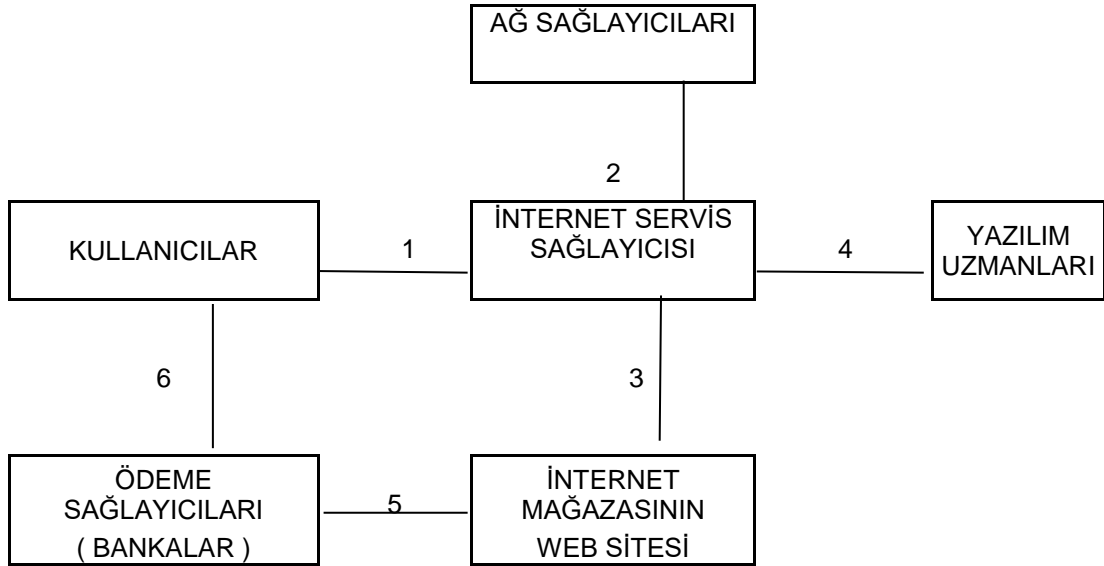 AĞ SAĞLAYICILARI
2
KULLANICILAR
1
İNTERNET SERVİS
SAĞLAYICISI
4
YAZILIM
UZMANLARI
6
3
ÖDEME
SAĞLAYICILARI
( BANKALAR )
5
İNTERNET
MAĞAZASININ
WEB SİTESİ